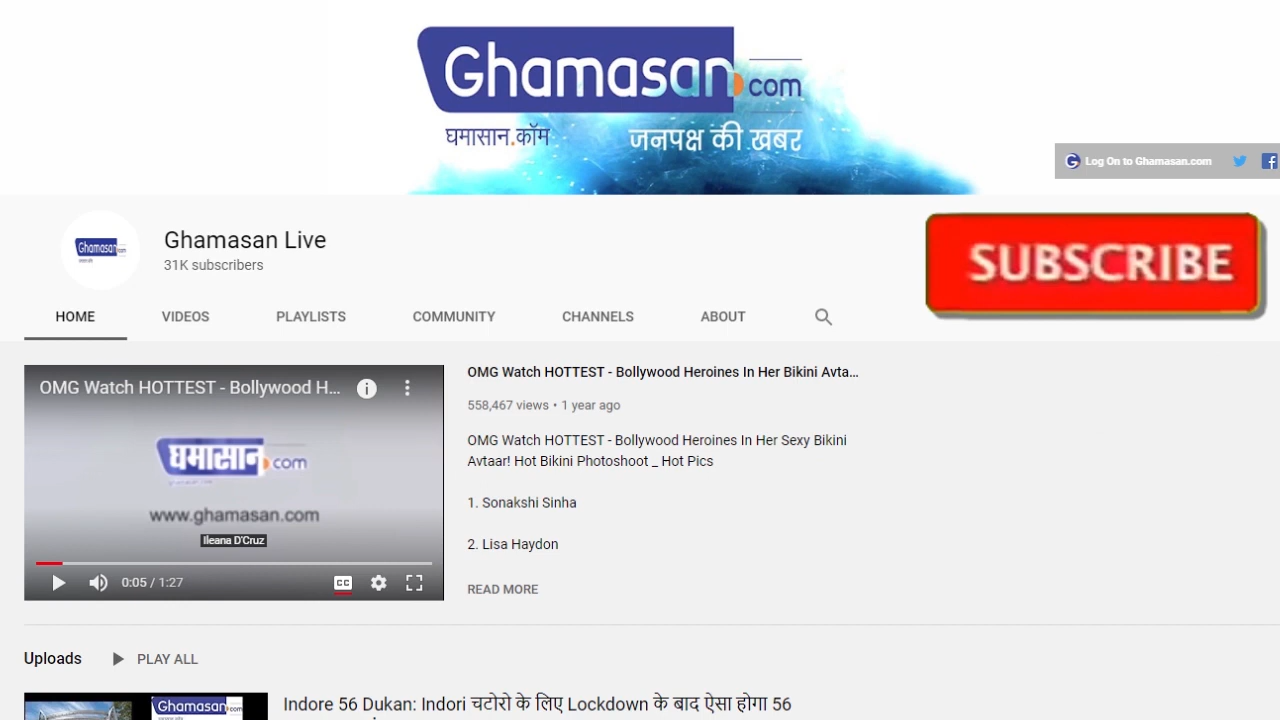 Ghamasan.com
घमासान.कॉम
जनपक्ष की खबर
Log On to Ghamasan.com
Ghamasan.com
Ghamasan Live
31K subscribers
SUBSCRIBE
HOME VIDEOS PLAYLISTS COMMUNITY CHANNELS ABOUT
OMG Watch HOTTEST - Bollywood H...
घमासान.com
www.ghamasan.com
Ileana D'Cruz
0:05 / 1:27
CC
OMG Watch HOTTEST - Bollywood Heroines In Her Bikini Avta...
558,467 views • 1 year ago
OMG Watch HOTTEST - Bollywood Heroines In Her Sexy Bikini
Avtaar! Hot Bikini Photoshoot _ Hot Pics
1. Sonakshi Sinha
2. Lisa Haydon
READ MORE
Uploads PLAY ALL
Ghamasan.com
Indore 56 Dukan: Indori चटोरो के लिए Lockdown के बाद ऐसा होगा 56